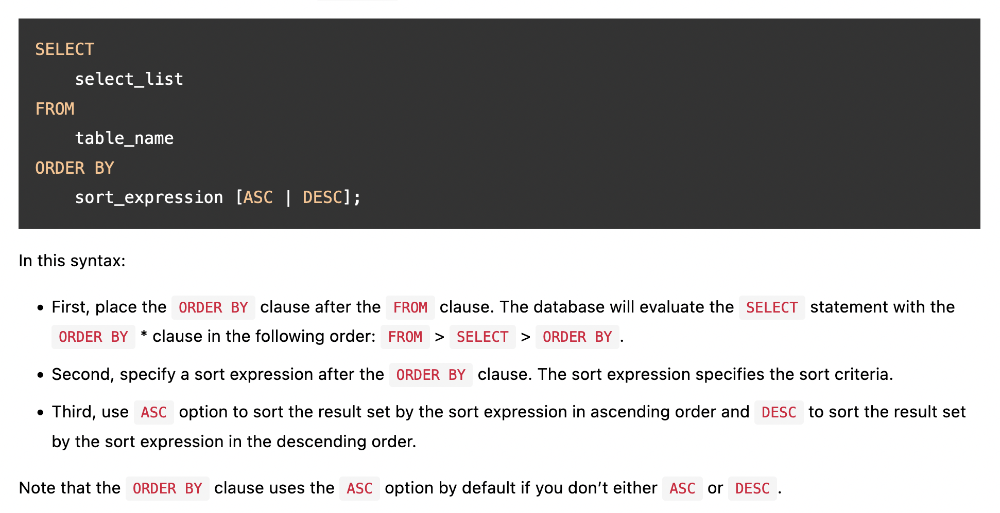 SELECT
    select_list
FROM
    table_name
ORDER BY
    sort_expression [ASC | DESC];
In this syntax:
• First, place the ORDER BY clause after the FROM clause. The database will evaluate the SELECT statement with the
ORDER BY * clause in the following order: FROM > SELECT > ORDER BY.
• Second, specify a sort expression after the ORDER BY clause. The sort expression specifies the sort criteria.
• Third, use ASC option to sort the result set by the sort expression in ascending order and DESC to sort the result set
by the sort expression in the descending order.
Note that the ORDER BY clause uses the ASC option by default if you don’t either ASC or DESC.